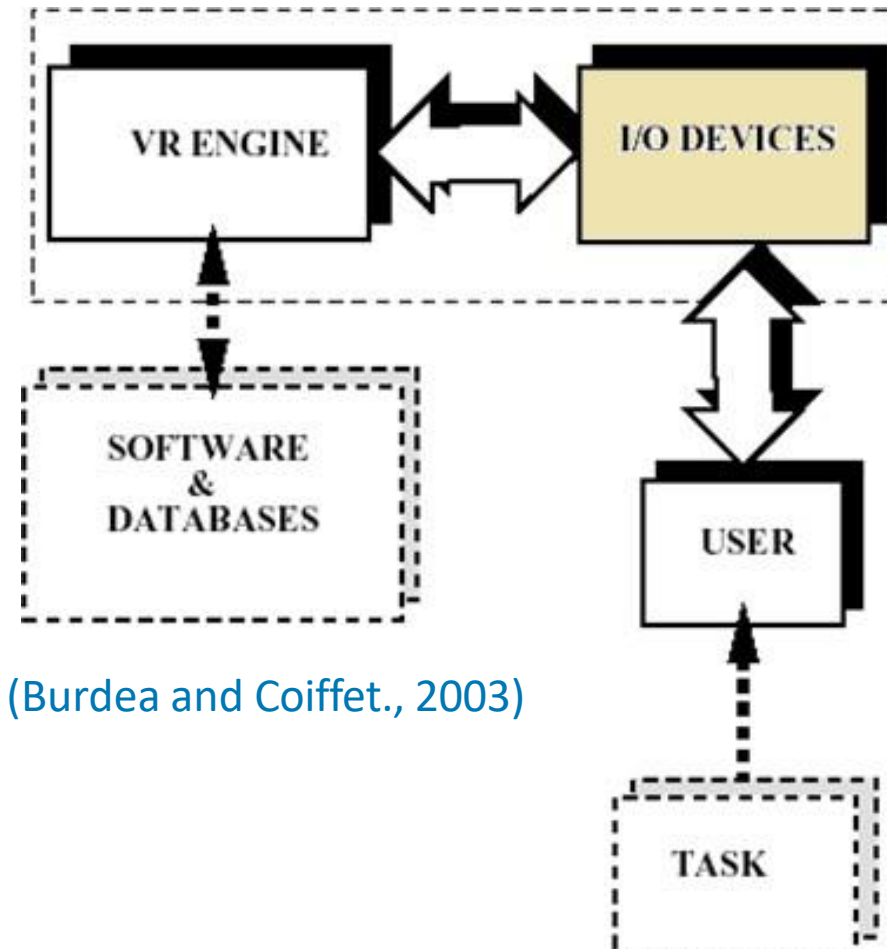 VR ENGINE
I/O DEVICES
SOFTWARE
&
DATABASES
USER
(Burdea and Coiffet., 2003)
TASK